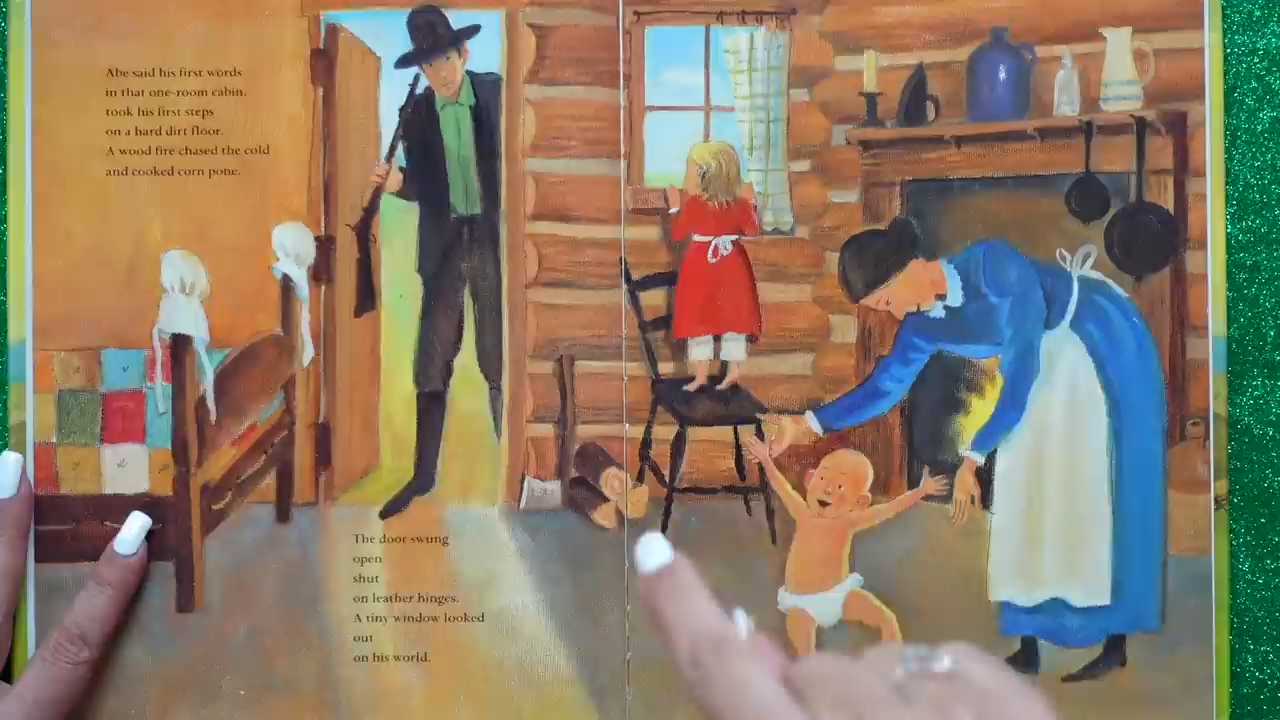 Abe said his first words
in that one-room cabin,
took his first steps
on a hard dirt floor.
A wood fire chased the cold
and cooked corn pone.
The door swung
open
shut
on leather hinges.
A tiny window looked
out
on his world.